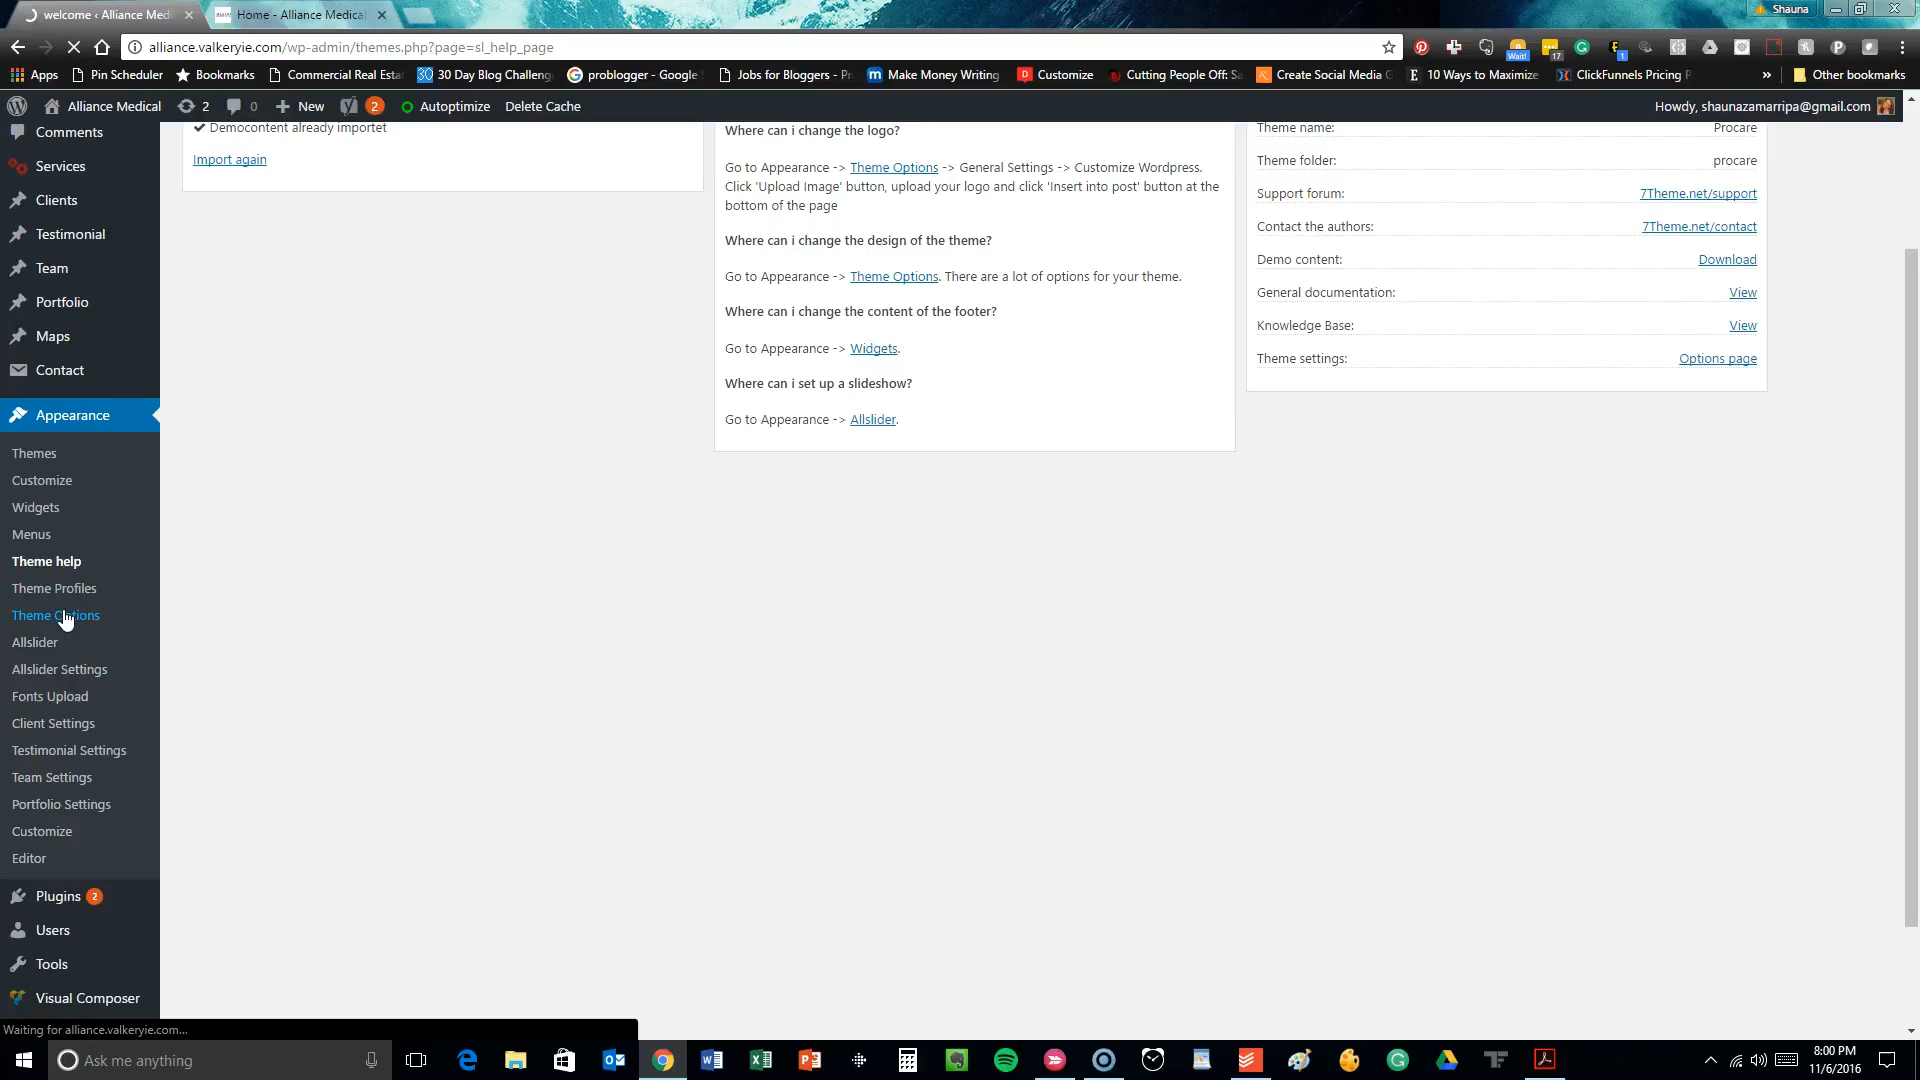 welcome ‹ Alliance Medi
Home - Alliance Medical
Shauna
alliance.valkeryie.com/wp-admin/themes.php?page=sl_help_page
Wait!
17
1
Apps
Pin Scheduler
Bookmarks
Commercial Real Esta
30 Day Blog Challeng
problogger - Google
Jobs for Bloggers - Pr
Make Money Writing
Customize
Cutting People Off: Sa
Create Social Media G
10 Ways to Maximize
ClickFunnels Pricing P
»
Other bookmarks
Alliance Medical
2
0
New
2
Autoptimize
Delete Cache
Howdy, shaunazamarripa@gmail.com
Comments
Services
Clients
Testimonial
Team
Portfolio
Maps
Contact
Appearance
Themes
Customize
Widgets
Menus
Theme help
Theme Profiles
Theme Options
Allslider
Allslider Settings
Fonts Upload
Client Settings
Testimonial Settings
Team Settings
Portfolio Settings
Customize
Editor
Plugins 2
Users
Tools
Visual Composer
Democontent already importet
Import again
Where can i change the logo?
Go to Appearance -> Theme Options -> General Settings -> Customize Wordpress.
Click 'Upload Image' button, upload your logo and click 'Insert into post' button at the
bottom of the page
Where can i change the design of the theme?
Go to Appearance -> Theme Options. There are a lot of options for your theme.
Where can i change the content of the footer?
Go to Appearance -> Widgets.
Where can i set up a slideshow?
Go to Appearance -> Allslider.
Theme name: Procare
Theme folder: procare
Support forum: 7Theme.net/support
Contact the authors: 7Theme.net/contact
Demo content: Download
General documentation: View
Knowledge Base: View
Theme settings: Options page
Waiting for alliance.valkeryie.com...
Ask me anything
8:00 PM
11/6/2016